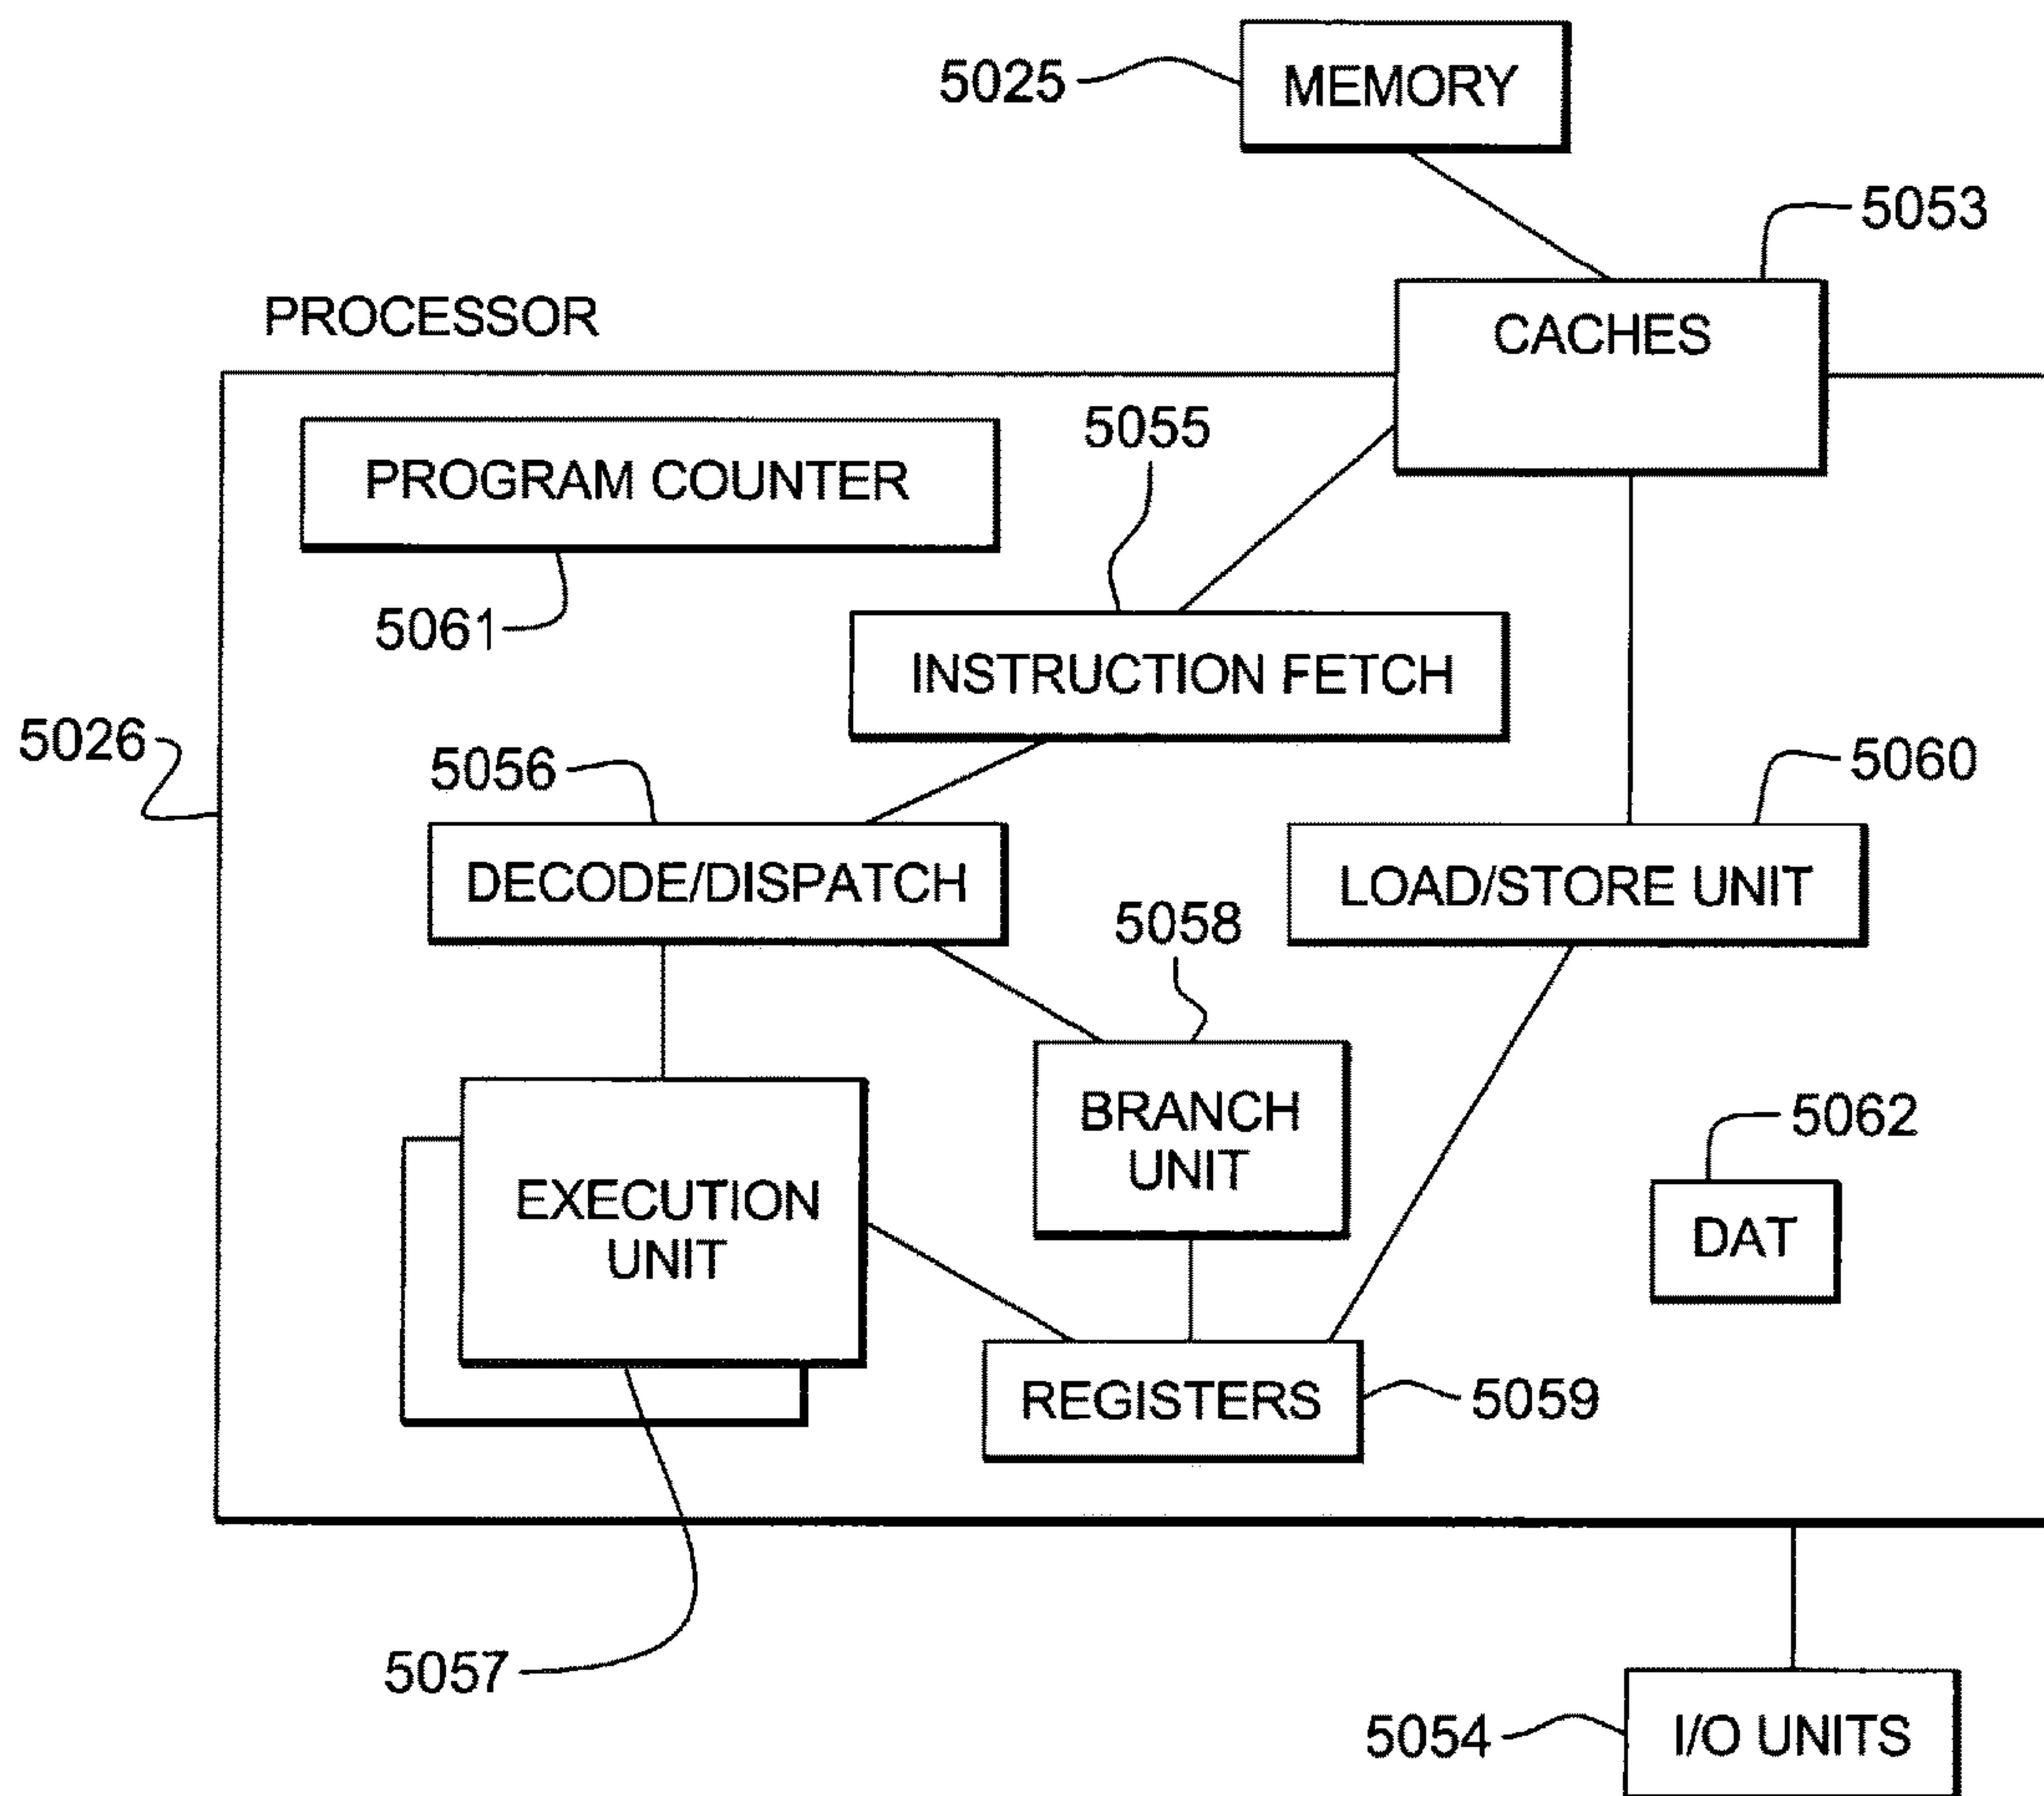 5025
MEMORY
5053
CACHES
PROCESSOR
5055
PROGRAM COUNTER
5061
INSTRUCTION FETCH
5026
5056
5060
DECODE/DISPATCH
LOAD/STORE UNIT
5058
BRANCH
UNIT
5062
EXECUTION
UNIT
DAT
REGISTERS
5059
5057
5054
I/O UNITS